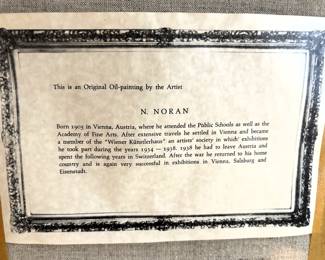 This is an Original Oil-painting by the Artist
N. NORAN
Born 1903 in Vienna, Austria, where he attended the Public Schools as well as the
Academy of Fine Arts. After extensive travels he settled in Vienna and became
a member of the "Wiener Künstlerhaus" an artists' society in which exhibitions
he took part during the years 1934 — 1938. 1938 he had to leave Austria and
spent the following years in Switzerland. After the war he returned to his home
country and is again very successful in exhibitions in Vienna, Salzburg and
Eisenstadt.